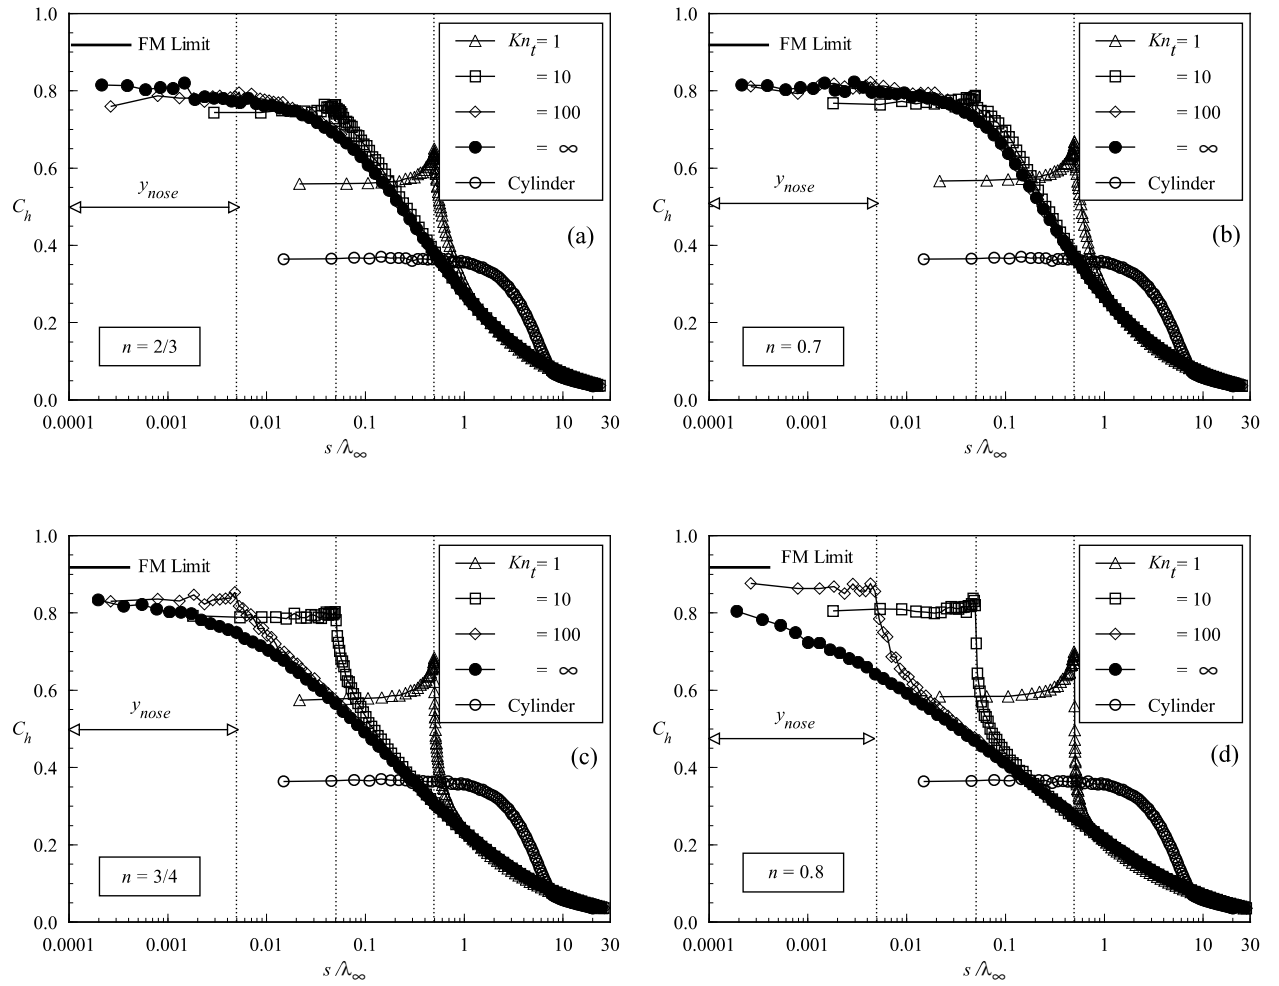 1.0
0.8
0.6
0.4
0.2
0.0
C_h
FM Limit
Kn_t = 1
= 10
= 100
= ∞
Cylinder
y_nose
(a)
n = 2/3
0.0001 0.001 0.01 0.1 1 10 30
s /λ_∞
1.0
0.8
0.6
0.4
0.2
0.0
C_h
FM Limit
Kn_t = 1
= 10
= 100
= ∞
Cylinder
y_nose
(b)
n = 0.7
0.0001 0.001 0.01 0.1 1 10 30
s /λ_∞
1.0
0.8
0.6
0.4
0.2
0.0
C_h
FM Limit
Kn_t = 1
= 10
= 100
= ∞
Cylinder
y_nose
(c)
n = 3/4
0.0001 0.001 0.01 0.1 1 10 30
s /λ_∞
1.0
0.8
0.6
0.4
0.2
0.0
C_h
FM Limit
Kn_t = 1
= 10
= 100
= ∞
Cylinder
y_nose
(d)
n = 0.8
0.0001 0.001 0.01 0.1 1 10 30
s /λ_∞